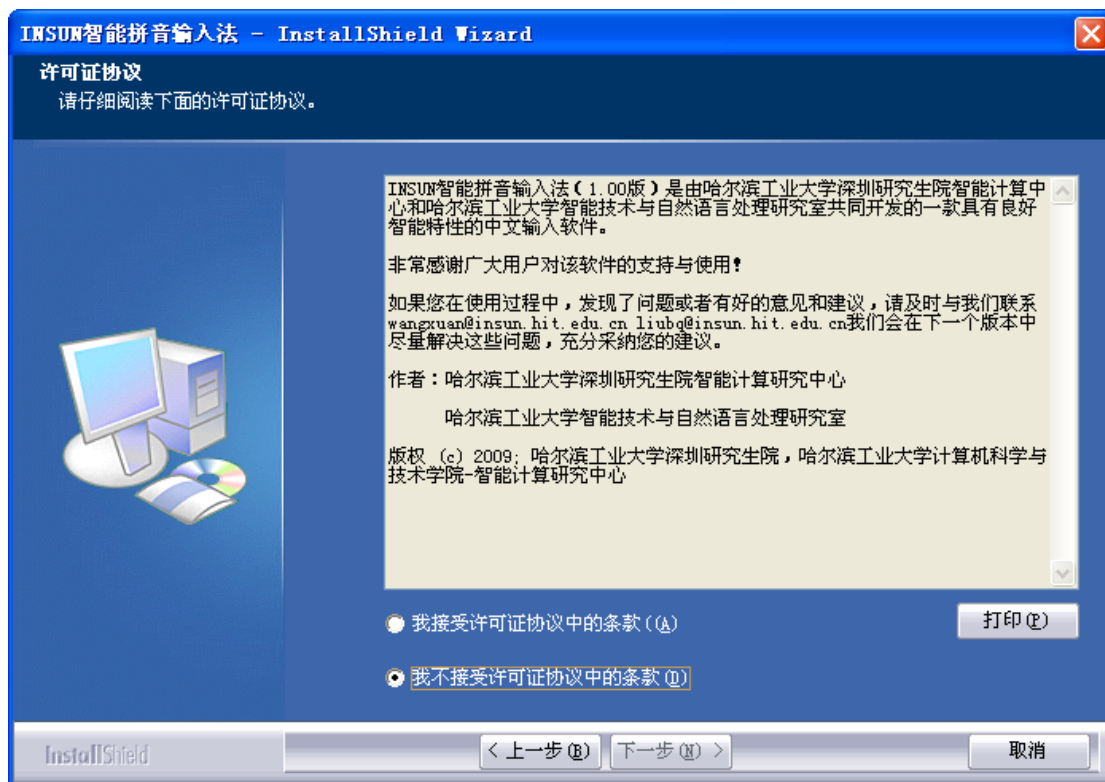 INSUN智能拼音输入法 - InstallShield Wizard
许可证协议
请仔细阅读下面的许可证协议。
INSUN智能拼音输入法(1.00版)是由哈尔滨工业大学深圳研究生院智能计算中
心和哈尔滨工业大学智能技术与自然语言处理研究室共同开发的一款具有良好
智能特性的中文输入软件。
非常感谢广大用户对该软件的支持与使用!
如果您在使用过程中,发现了问题或者有好的意见和建议,请及时与我们联系
wangxuan@insun.hit.edu.cn liubq@insun.hit.edu.cn我们会在下一个版本中
尽量解决这些问题,充分采纳您的建议。
作者:哈尔滨工业大学深圳研究生院智能计算研究中心
哈尔滨工业大学智能技术与自然语言处理研究室
版权 (c) 2009; 哈尔滨工业大学深圳研究生院,哈尔滨工业大学计算机科学与
技术学院-智能计算研究中心
我接受许可证协议中的条款((A)
打印(P)
我不接受许可证协议中的条款(D)
InstallShield
< 上一步(B)
下一步(N) >
取消